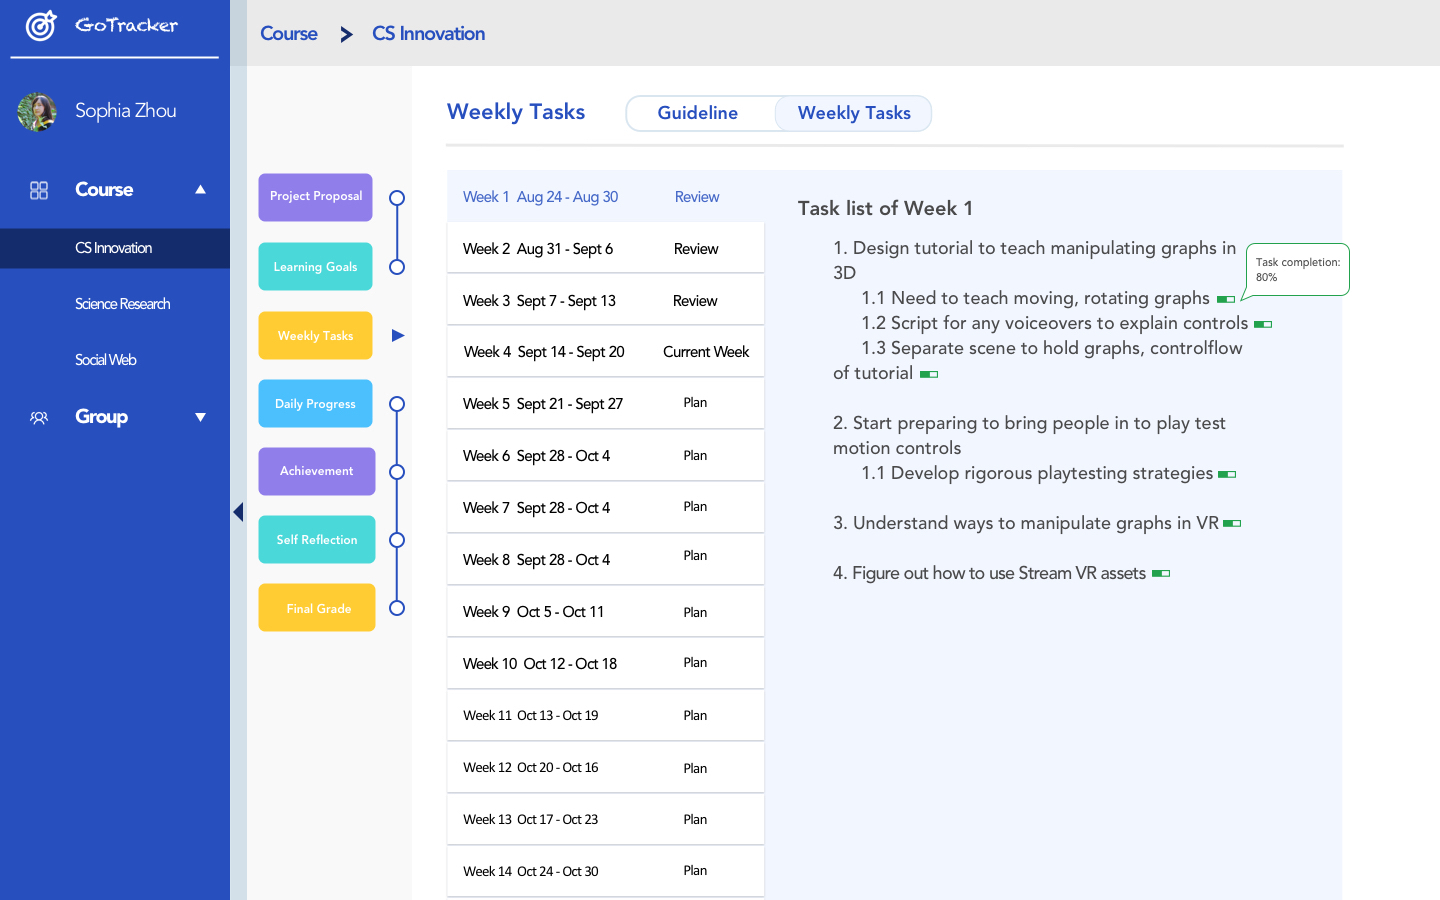 GoTracker
Sophia Zhou
Course
CS Innovation
Science Research
Social Web
Group
Course > CS Innovation
Project Proposal
Learning Goals
Weekly Tasks
Daily Progress
Achievement
Self Reflection
Final Grade
Weekly Tasks
Guideline
Weekly Tasks
Week 1 Aug 24 - Aug 30 Review
Week 2 Aug 31 - Sept 6 Review
Week 3 Sept 7 - Sept 13 Review
Week 4 Sept 14 - Sept 20 Current Week
Week 5 Sept 21 - Sept 27 Plan
Week 6 Sept 28 - Oct 4 Plan
Week 7 Sept 28 - Oct 4 Plan
Week 8 Sept 28 - Oct 4 Plan
Week 9 Oct 5 - Oct 11 Plan
Week 10 Oct 12 - Oct 18 Plan
Week 11 Oct 13 - Oct 19 Plan
Week 12 Oct 20 - Oct 16 Plan
Week 13 Oct 17 - Oct 23 Plan
Week 14 Oct 24 - Oct 30 Plan
Task list of Week 1
1. Design tutorial to teach manipulating graphs in
3D
1.1 Need to teach moving, rotating graphs
1.2 Script for any voiceovers to explain controls
1.3 Separate scene to hold graphs, controlflow
of tutorial
2. Start preparing to bring people in to play test
motion controls
1.1 Develop rigorous playtesting strategies
3. Understand ways to manipulate graphs in VR
4. Figure out how to use Stream VR assets
Task completion:
80%